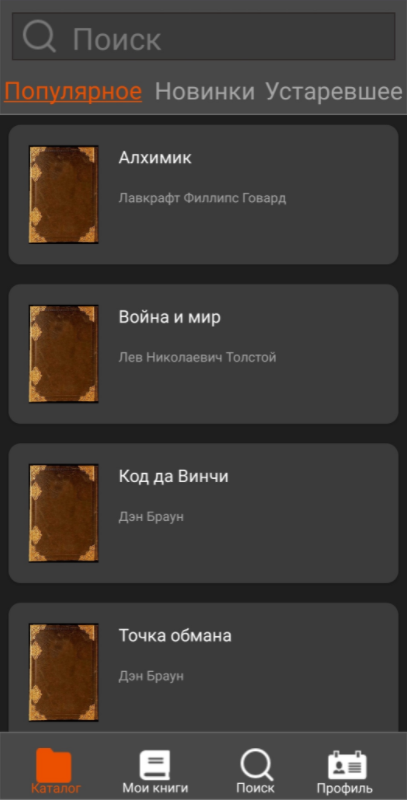 Поиск
Популярное Новинки Устаревшее
Алхимик
Лавкрафт Филлипс Говард
Война и мир
Лев Николаевич Толстой
Код да Винчи
Дэн Браун
Точка обмана
Дэн Браун
Каталог Мои книги Поиск Профиль